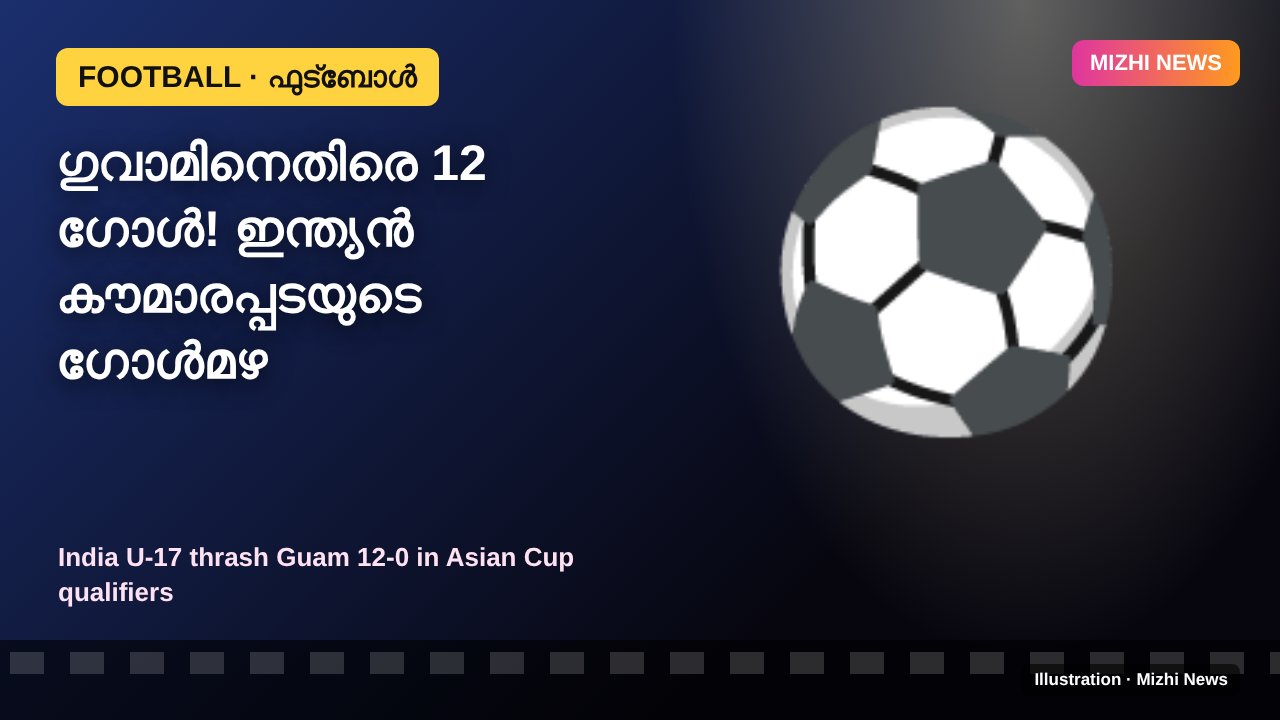 FOOTBALL · ഫുട്ബോൾ
MIZHI NEWS
ഗുവാമിനെതിരെ 12
ഗോൾ! ഇന്ത്യൻ
കൗമാരപ്പടയുടെ
ഗോൾമഴ
India U-17 thrash Guam 12-0 in Asian Cup
qualifiers
Illustration · Mizhi News